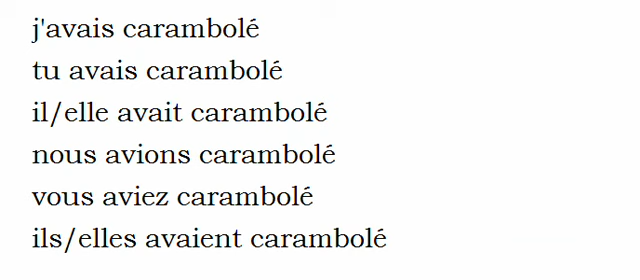 j'avais carambolé
tu avais carambolé
il/elle avait carambolé
nous avions carambolé
vous aviez carambolé
ils/elles avaient carambolé